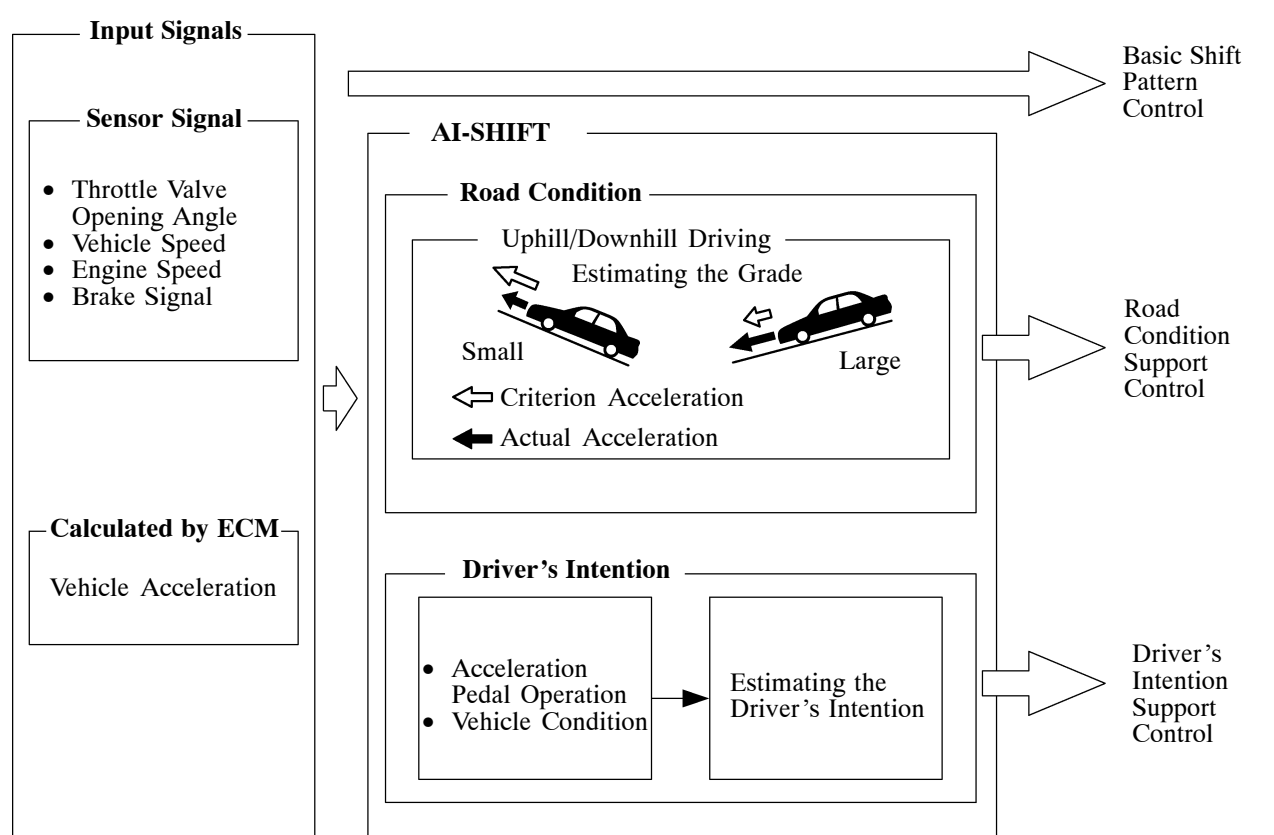 Input Signals
Sensor Signal
• Throttle Valve
Opening Angle
• Vehicle Speed
• Engine Speed
• Brake Signal
Calculated by ECM
Vehicle Acceleration
AI-SHIFT
Road Condition
Uphill/Downhill Driving
Estimating the Grade
Small
Large
Criterion Acceleration
Actual Acceleration
Driver's Intention
• Acceleration
Pedal Operation
• Vehicle Condition
Estimating the
Driver's Intention
Basic Shift
Pattern
Control
Road
Condition
Support
Control
Driver's
Intention
Support
Control